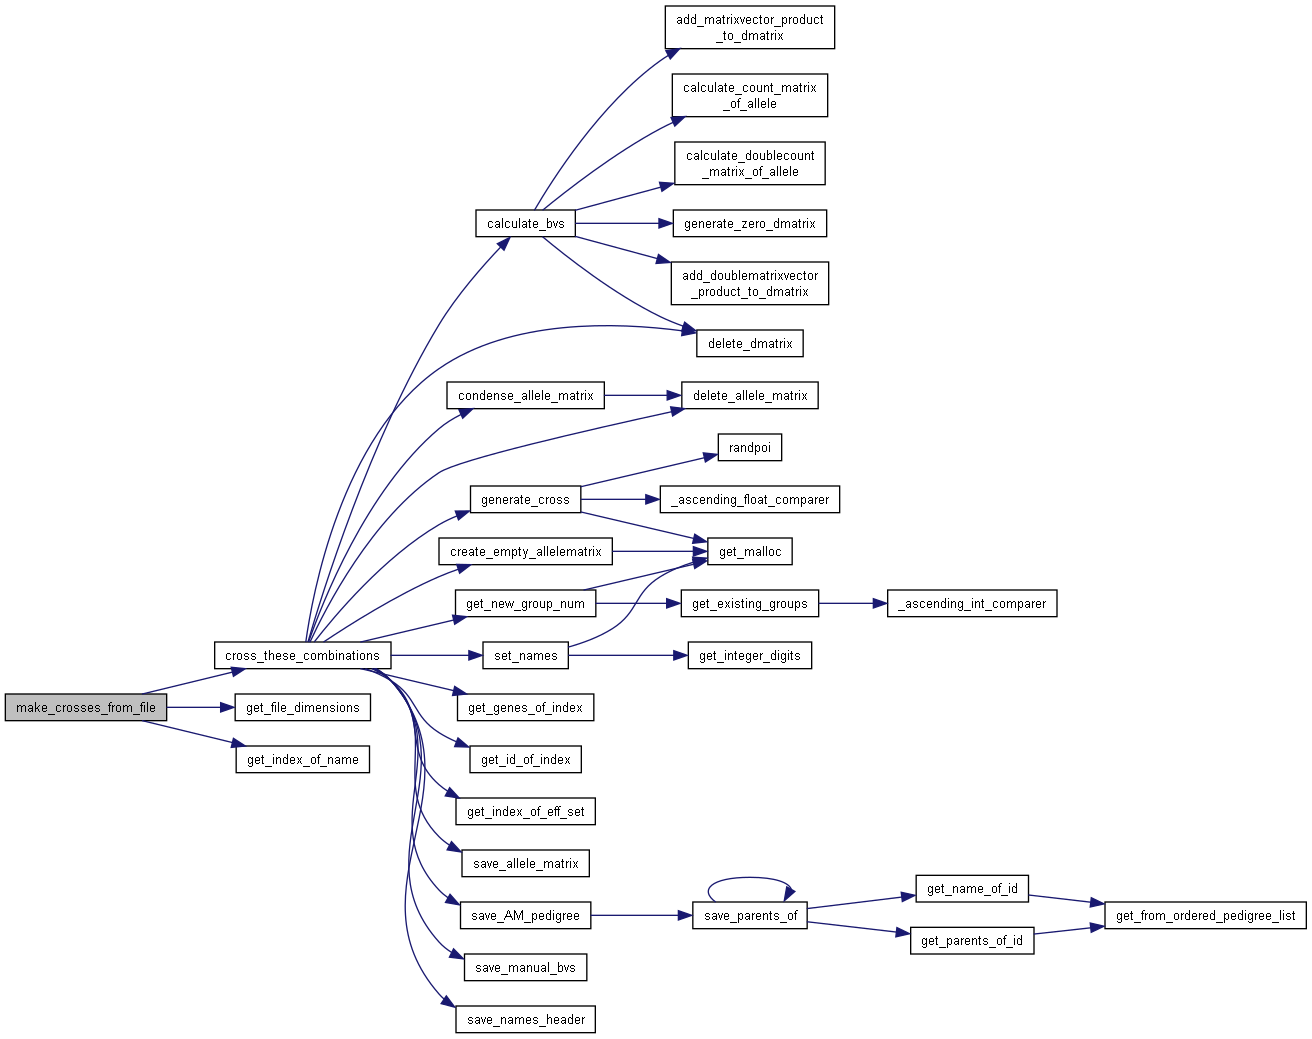 add_matrixvector_product
_to_dmatrix
calculate_count_matrix
_of_allele
calculate_doublecount
_matrix_of_allele
calculate_bvs
generate_zero_dmatrix
add_doublematrixvector
_product_to_dmatrix
delete_dmatrix
condense_allele_matrix
delete_allele_matrix
randpoi
generate_cross
_ascending_float_comparer
create_empty_allelematrix
get_malloc
get_new_group_num
get_existing_groups
_ascending_int_comparer
cross_these_combinations
set_names
get_integer_digits
make_crosses_from_file
get_file_dimensions
get_genes_of_index
get_index_of_name
get_id_of_index
get_index_of_eff_set
save_allele_matrix
get_name_of_id
save_AM_pedigree
save_parents_of
get_from_ordered_pedigree_list
get_parents_of_id
save_manual_bvs
save_names_header